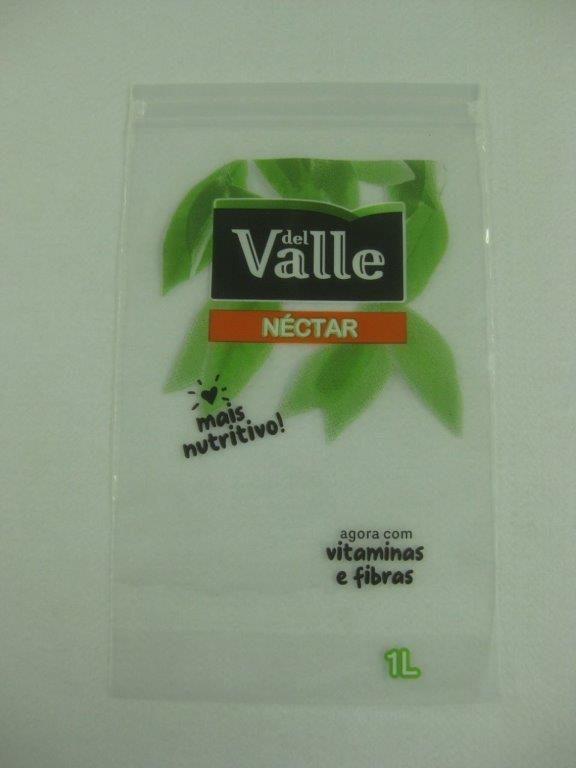 del
Valle
NÉCTAR
mais
nutritivo!
agora com
vitaminas
e fibras
1L